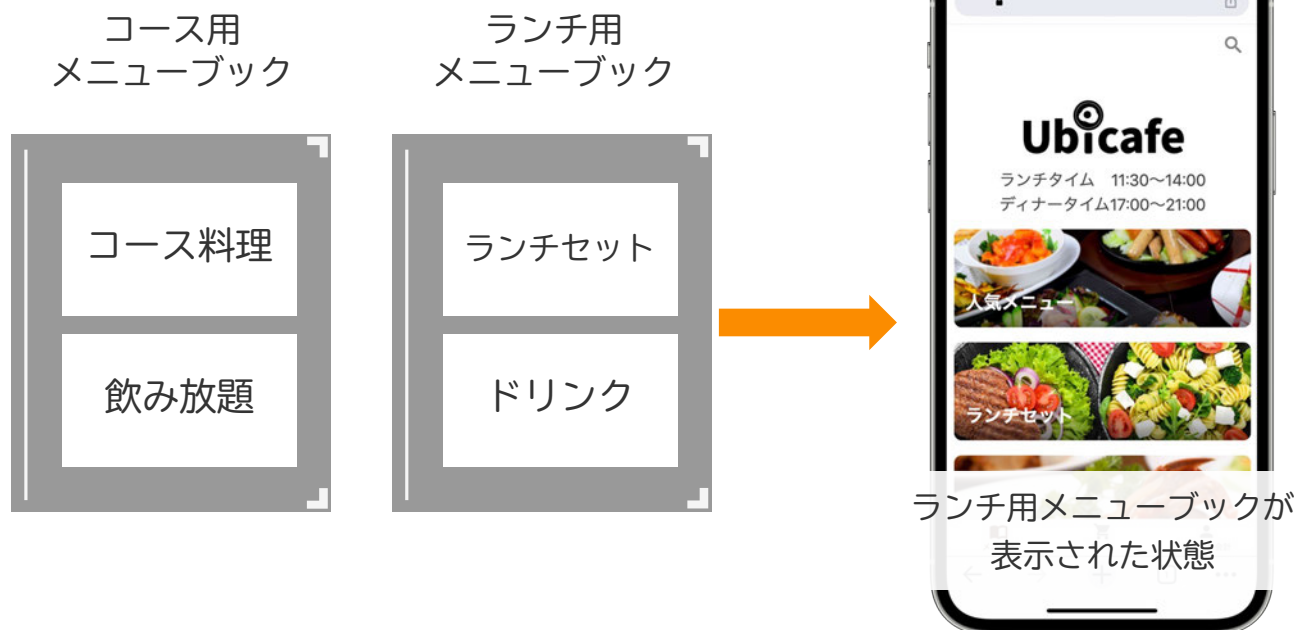 コース用
メニューブック
コース料理
飲み放題
ランチ用
メニューブック
ランチセット
ドリンク
Ubicafe
ランチタイム　11:30〜14:00
ディナータイム17:00〜21:00
人気メニュー
ランチセット
ランチ用メニューブックが
表示された状態